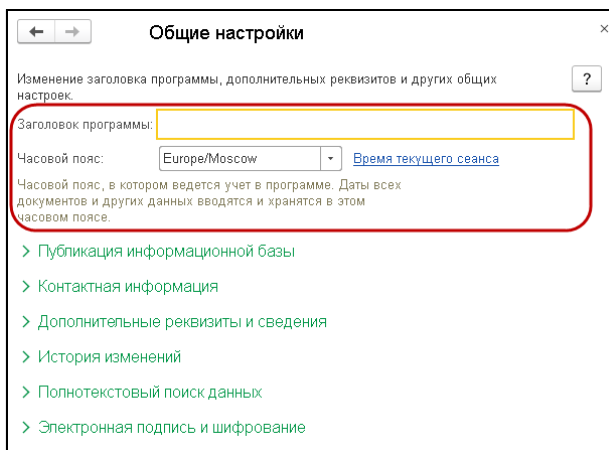 Общие настройки
Изменение заголовка программы, дополнительных реквизитов и других общих
настроек.
?
Заголовок программы:
Часовой пояс: Europe/Moscow Время текущего сеанса
Часовой пояс, в котором ведется учет в программе. Даты всех
документов и других данных вводятся и хранятся в этом
часовом поясе.
Публикация информационной базы
Контактная информация
Дополнительные реквизиты и сведения
История изменений
Полнотекстовый поиск данных
Электронная подпись и шифрование